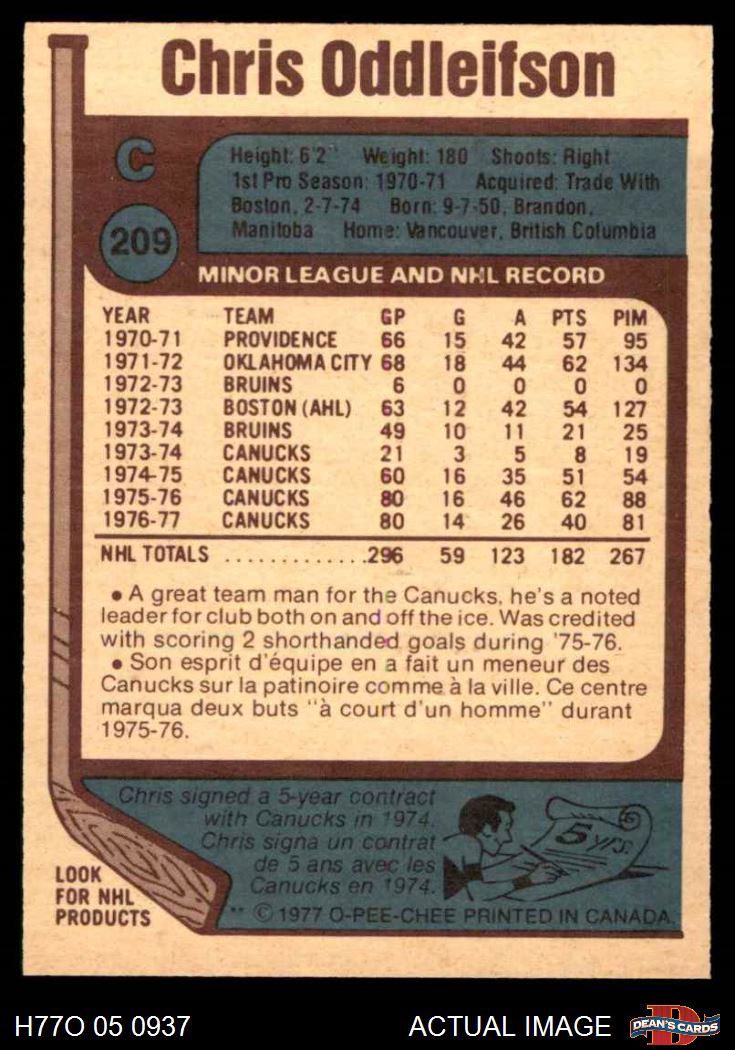 Chris Oddleifson
C
209
Height: 6'2" Weight: 180 Shoots: Right
1st Pro Season: 1970-71 Acquired: Trade With
Boston, 2-7-74 Born: 9-7-50, Brandon,
Manitoba Home: Vancouver, British Columbia
MINOR LEAGUE AND NHL RECORD
YEAR TEAM GP G A PTS PIM
1970-71 PROVIDENCE 66 15 42 57 95
1971-72 OKLAHOMA CITY 68 18 44 62 134
1972-73 BRUINS 6 0 0 0 0
1972-73 BOSTON (AHL) 63 12 42 54 127
1973-74 BRUINS 49 10 11 21 25
1973-74 CANUCKS 21 3 5 8 19
1974-75 CANUCKS 60 16 35 51 54
1975-76 CANUCKS 80 16 46 62 88
1976-77 CANUCKS 80 14 26 40 81
NHL TOTALS .............296 59 123 182 267
• A great team man for the Canucks, he's a noted
leader for club both on and off the ice. Was credited
with scoring 2 shorthanded goals during '75-76.
• Son esprit d'équipe en a fait un meneur des
Canucks sur la patinoire comme à la ville. Ce centre
marqua deux buts "à court d'un homme" durant
1975-76.
Chris signed a 5-year contract
with Canucks in 1974.
Chris signa un contrat
de 5 ans avec les
Canucks en 1974.
5 yrs.
LOOK
FOR NHL
PRODUCTS
** © 1977 O-PEE-CHEE PRINTED IN CANADA.
H77O 05 0937
ACTUAL IMAGE
D
DEAN'S CARDS